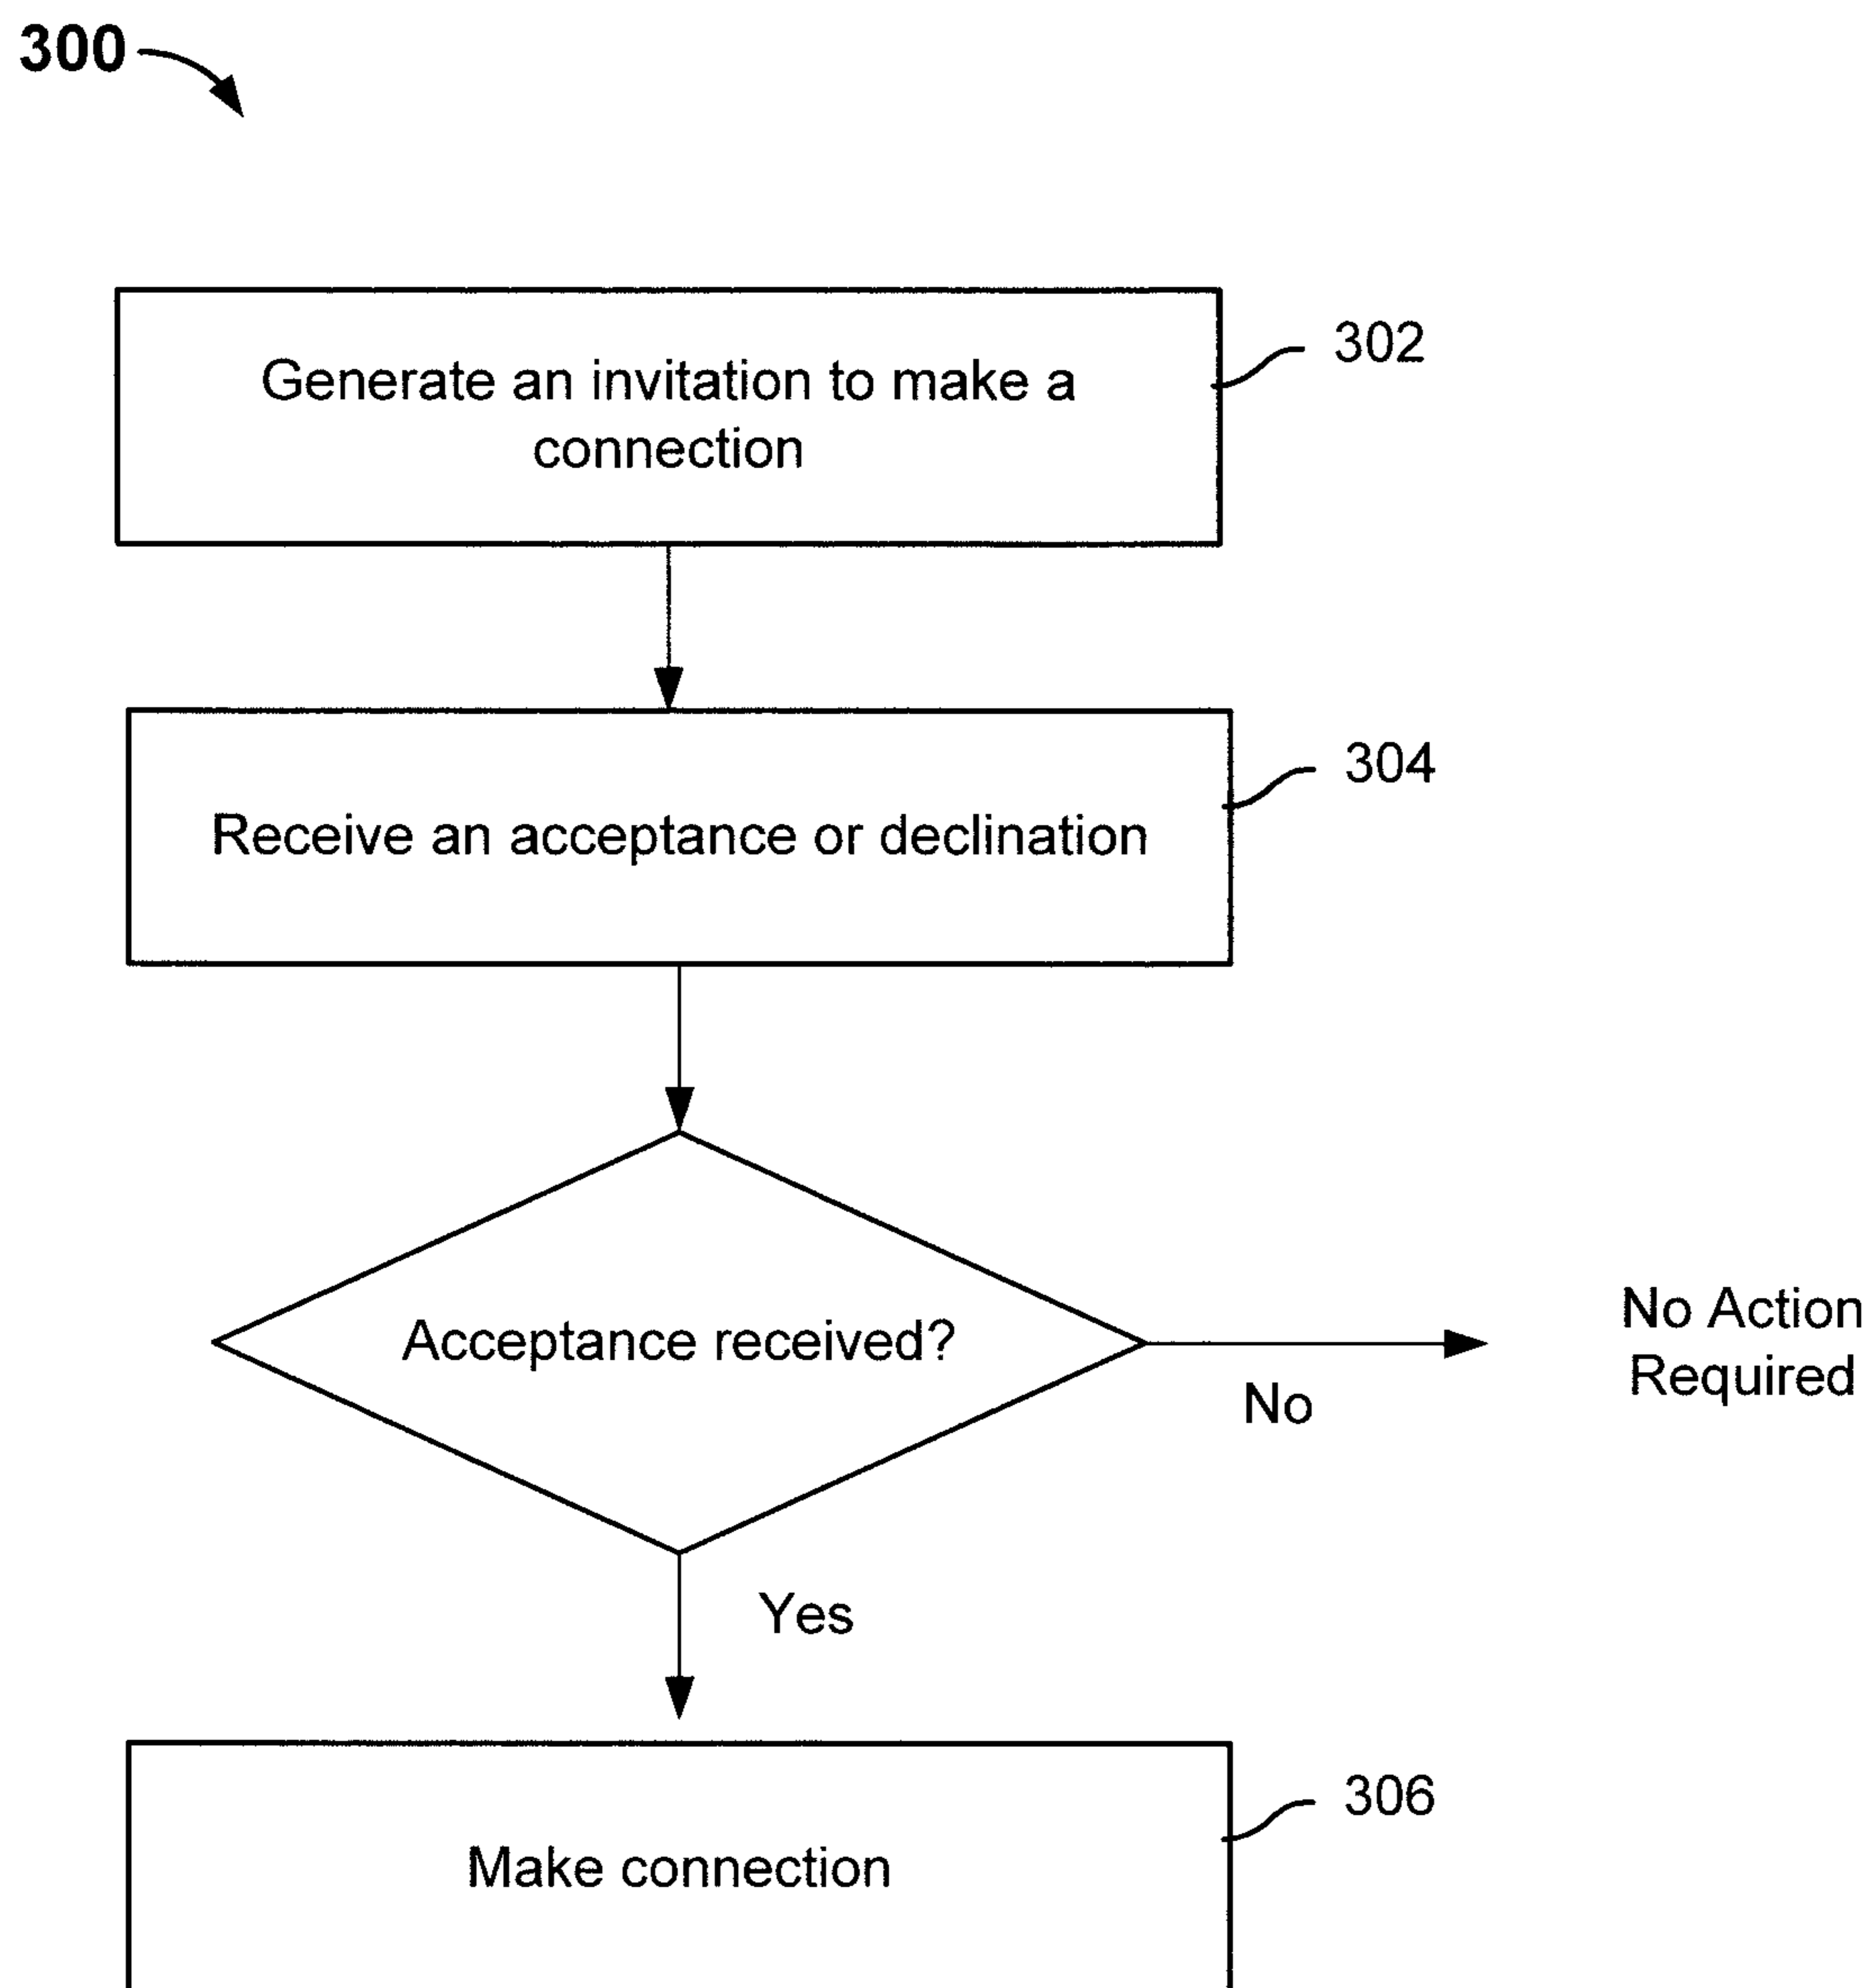 300
Generate an invitation to make a
connection
302
Receive an acceptance or declination
304
Acceptance received?
No
No Action
Required
Yes
Make connection
306